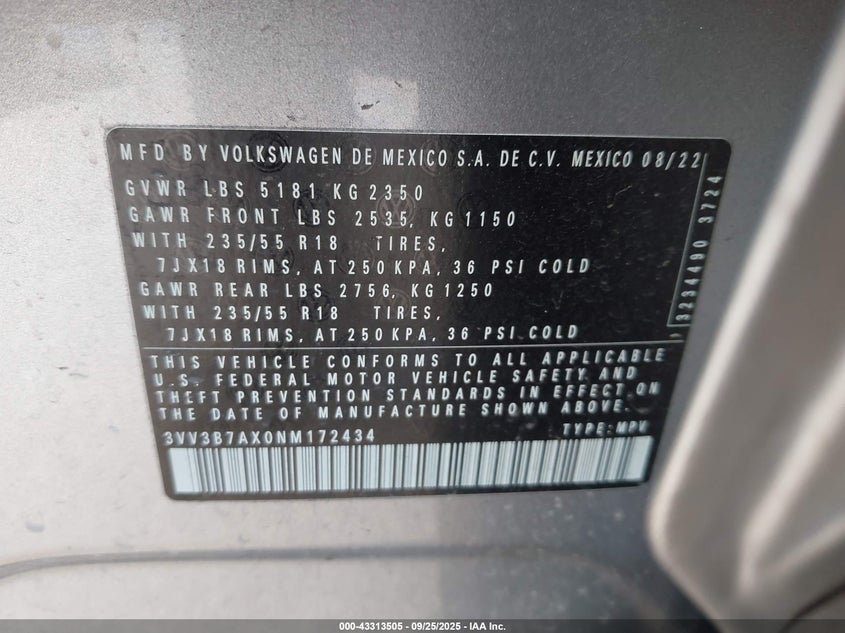 MFD BY VOLKSWAGEN DE MEXICO S.A. DE C.V. MEXICO 08/22
GVWR LBS 5181 KG 2350
GAWR FRONT LBS 2535, KG 1150
WITH 235/55 R18 TIRES,
7JX18 RIMS, AT 250 KPA, 36 PSI COLD
GAWR REAR LBS 2756, KG 1250
WITH 235/55 R18 TIRES,
7JX18 RIMS, AT 250 KPA, 36 PSI COLD
3234490 3724
THIS VEHICLE CONFORMS TO ALL APPLICABLE
U.S. FEDERAL MOTOR VEHICLE SAFETY AND
THEFT PREVENTION STANDARDS IN EFFECT ON
THE DATE OF MANUFACTURE SHOWN ABOVE.
3VV3B7AX0NM172434 TYPE: MPV
000-43313505 - 09/25/2025 - IAA Inc.